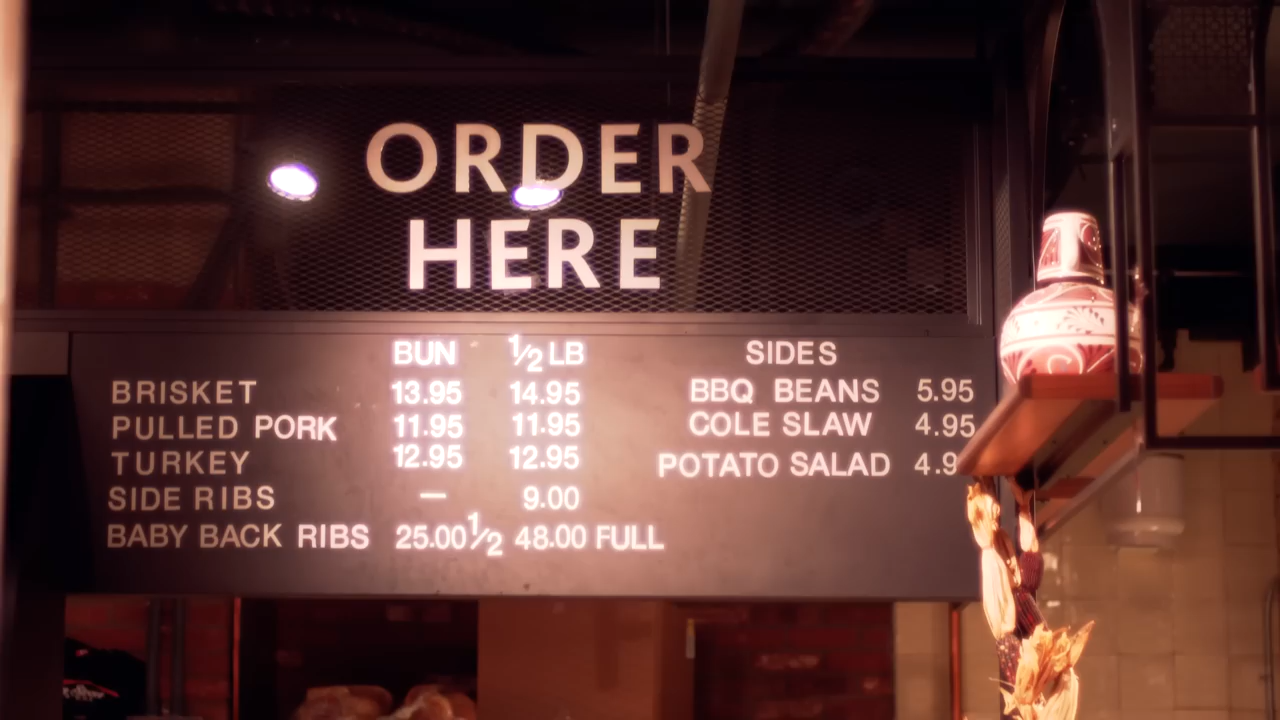 ORDER
HERE
BUN ½ LB SIDES
BRISKET 13.95 14.95 BBQ BEANS 5.95
PULLED PORK 11.95 11.95 COLE SLAW 4.95
TURKEY 12.95 12.95 POTATO SALAD 4.9
SIDE RIBS — 9.00
BABY BACK RIBS 25.00 ½ 48.00 FULL